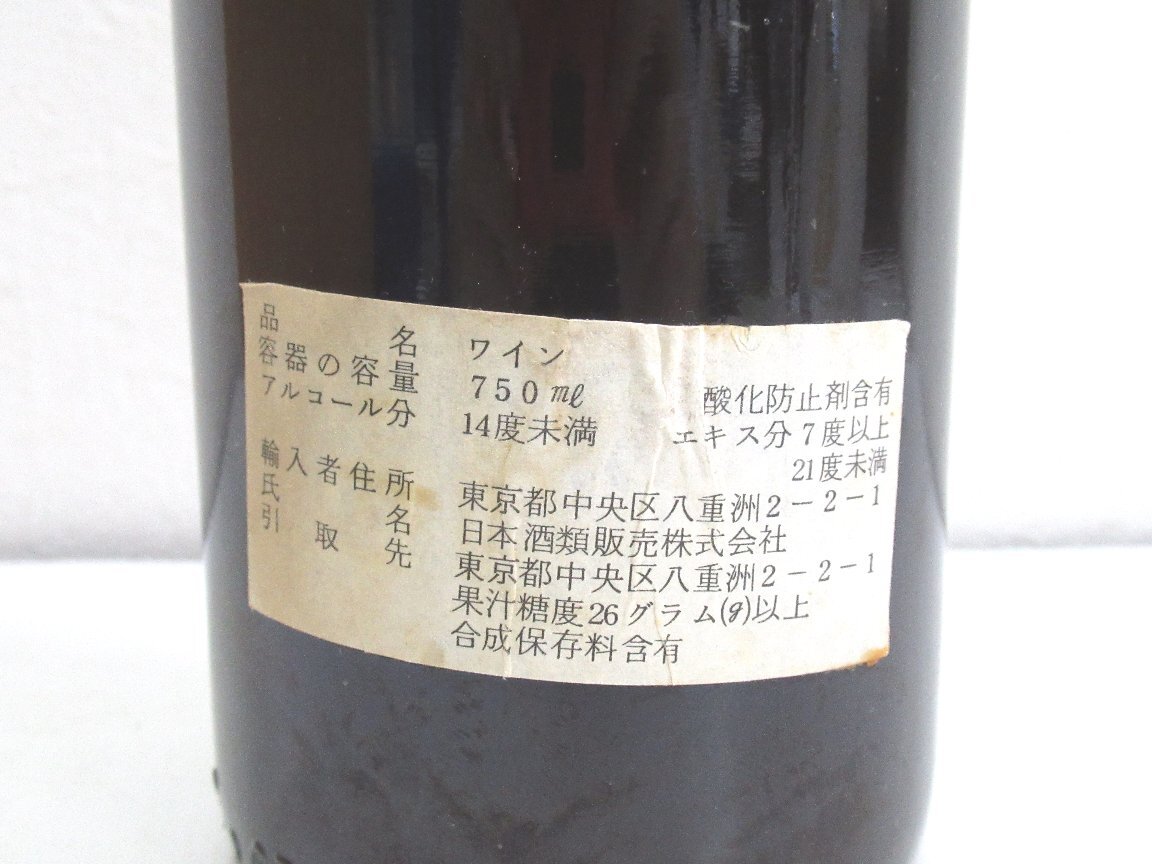 品名 ワイン
容器の容量 750㎖ 酸化防止剤含有
アルコール分 14度未満 エキス分7度以上
21度未満
輸入者住所 東京都中央区八重洲2-2-1
氏名 日本酒類販売株式会社
引取先 東京都中央区八重洲2-2-1
果汁糖度26グラム(g)以上
合成保存料含有